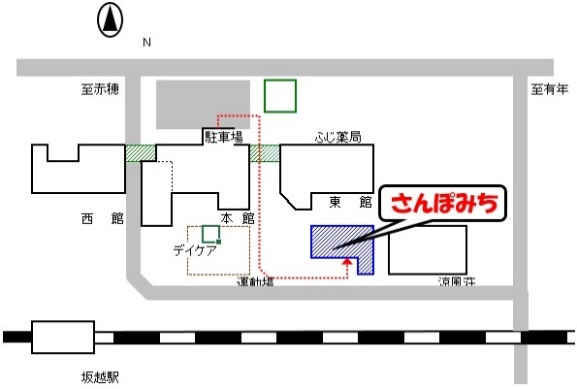 N
至赤穂
至有年
駐車場
ふじ薬局
西 館
本 館
東 館
さんぽみち
デイケア
運動場
涼風荘
坂越駅